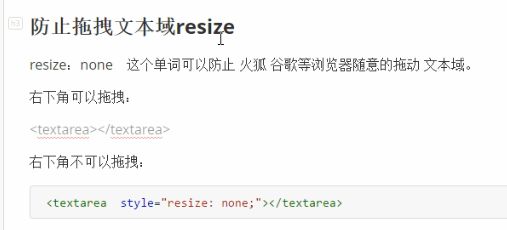 h3
防止拖拽文本域resize
resize：none 这个单词可以防止 火狐 谷歌等浏览器随意的拖动 文本域。
右下角可以拖拽：
<textarea></textarea>
右下角不可以拖拽：
<textarea  style="resize: none;"></textarea>